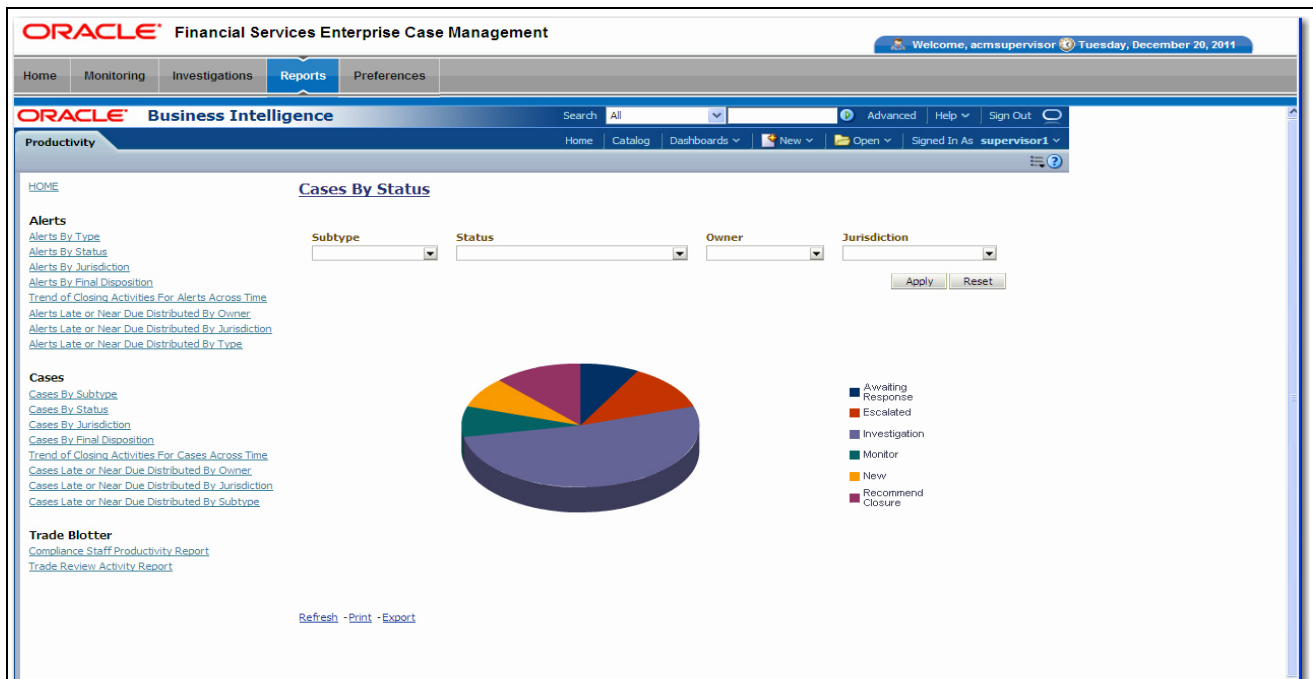 ORACLE Financial Services Enterprise Case Management
Welcome, acmsupervisor Tuesday, December 20, 2011
Home Monitoring Investigations Reports Preferences
ORACLE Business Intelligence
Search All Advanced Help Sign Out
Productivity
Home Catalog Dashboards New Open Signed In As supervisor1
HOME
Alerts
Alerts By Type
Alerts By Status
Alerts By Jurisdiction
Alerts By Final Disposition
Trend of Closing Activities For Alerts Across Time
Alerts Late or Near Due Distributed By Owner
Alerts Late or Near Due Distributed By Jurisdiction
Alerts Late or Near Due Distributed By Type
Cases
Cases By Subtype
Cases By Status
Cases By Jurisdiction
Cases By Final Disposition
Trend of Closing Activities For Cases Across Time
Cases Late or Near Due Distributed By Owner
Cases Late or Near Due Distributed By Jurisdiction
Cases Late or Near Due Distributed By Subtype
Trade Blotter
Compliance Staff Productivity Report
Trade Review Activity Report
Cases By Status
Subtype Status Owner Jurisdiction
Apply Reset
Awaiting
Response
Escalated
Investigation
Monitor
New
Recommend
Closure
Refresh - Print - Export